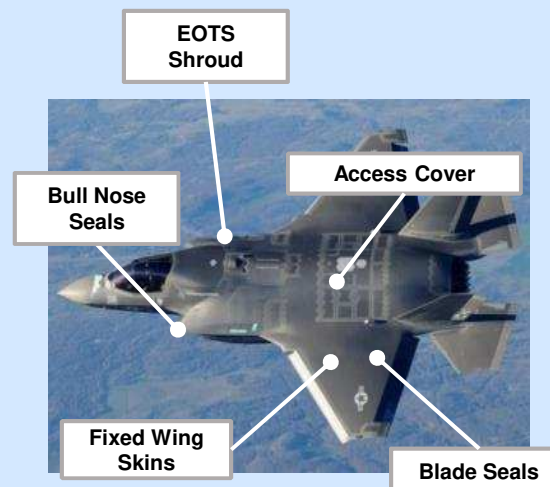 EOTS
Shroud
Access Cover
Bull Nose
Seals
Fixed Wing
Skins
Blade Seals